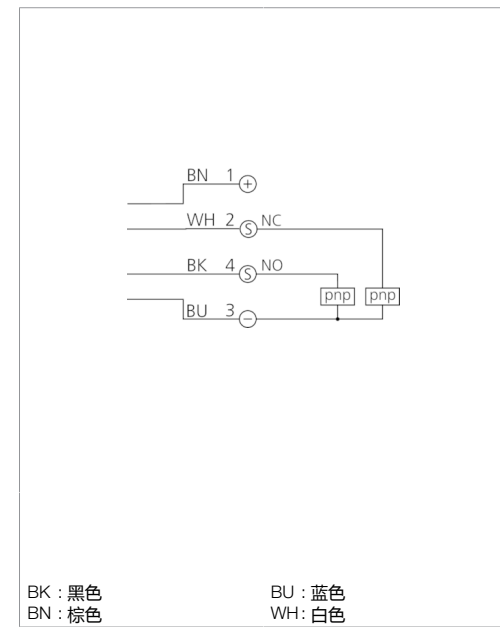 BN 1 +
WH 2 S NC
BK 4 S NO
pnp pnp
BU 3 −
BK : 黑色 BU : 蓝色
BN : 棕色 WH : 白色